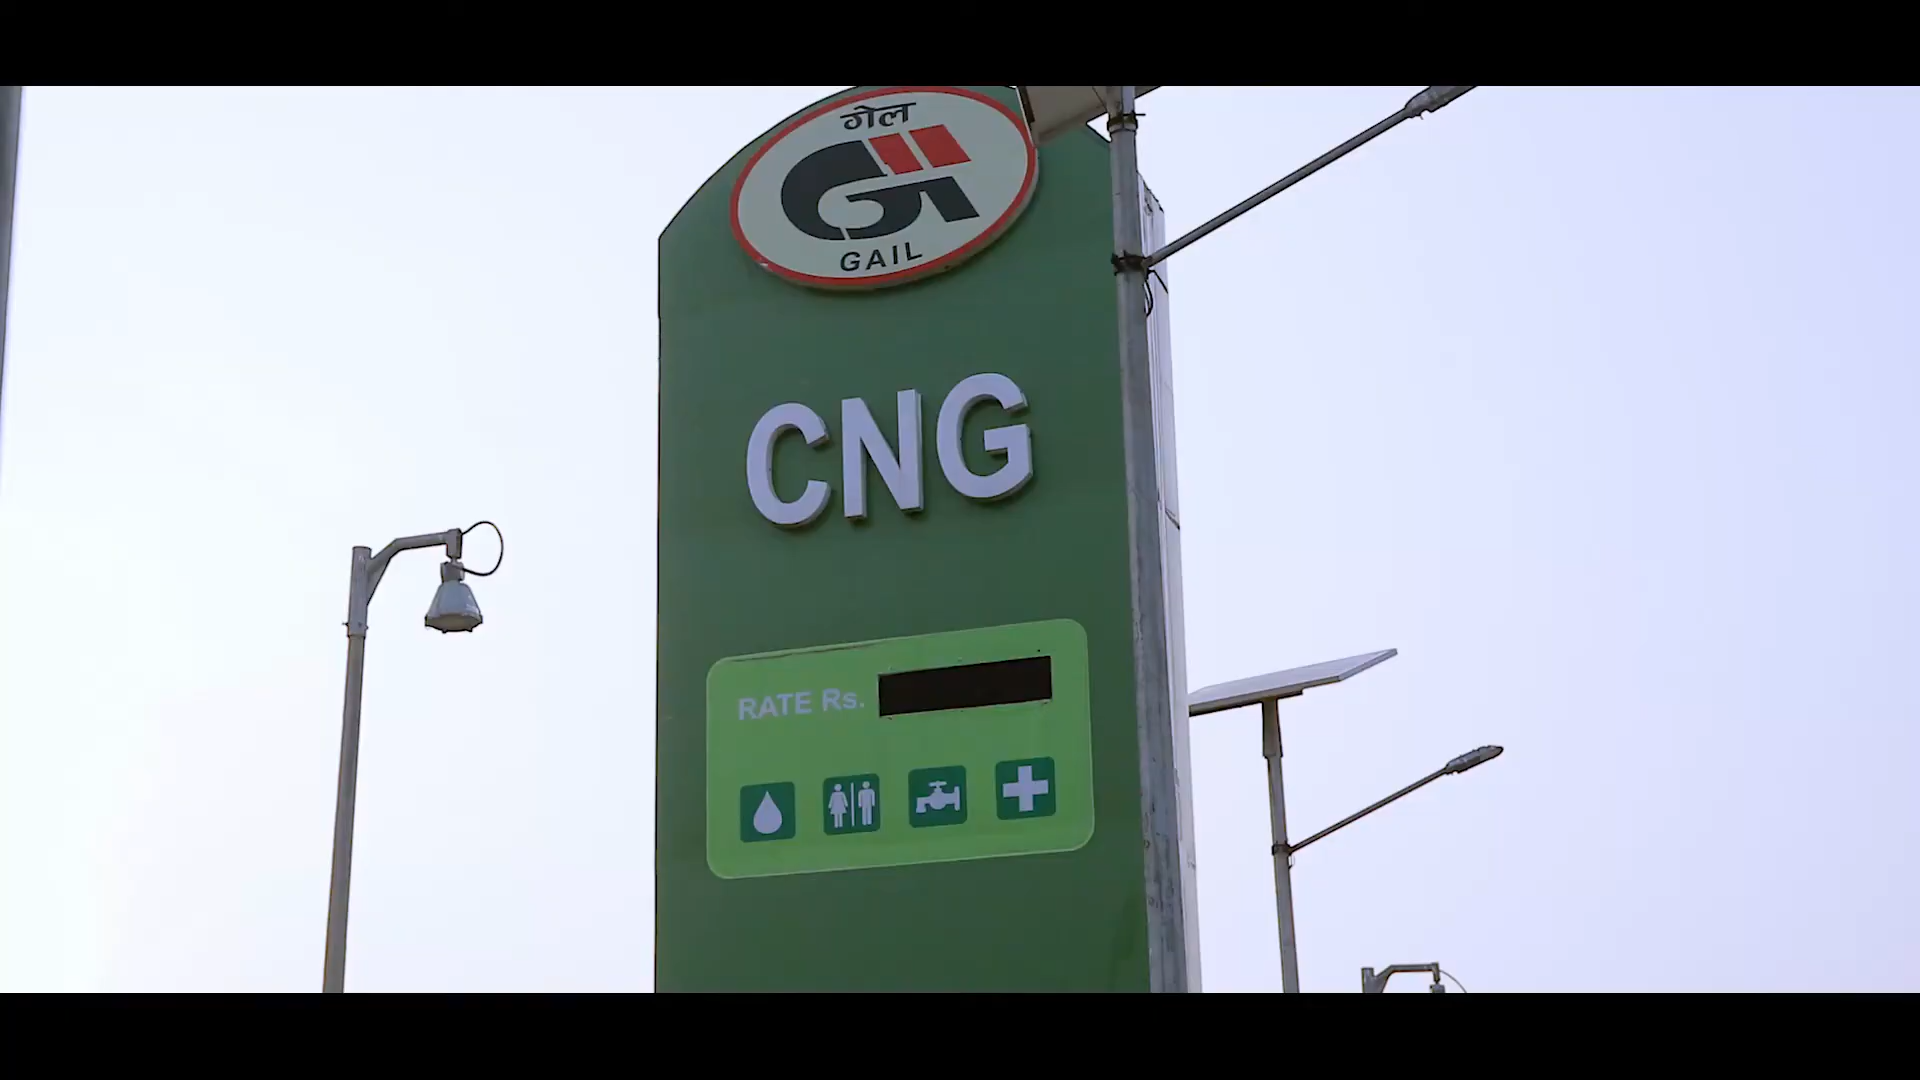 गेल
GAIL
CNG
RATE Rs.